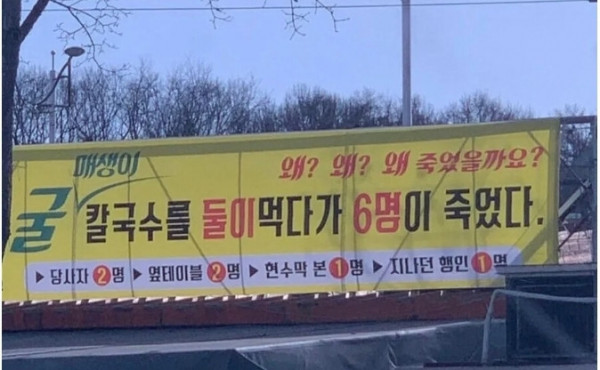 매생이
왜? 왜? 왜 죽었을까요?
굴 칼국수를 둘이먹다가 6명이 죽었다.
▶ 당사자 2명 ▶ 옆테이블 2명 ▶ 현수막 본 1명 ▶ 지나던 행인 1명